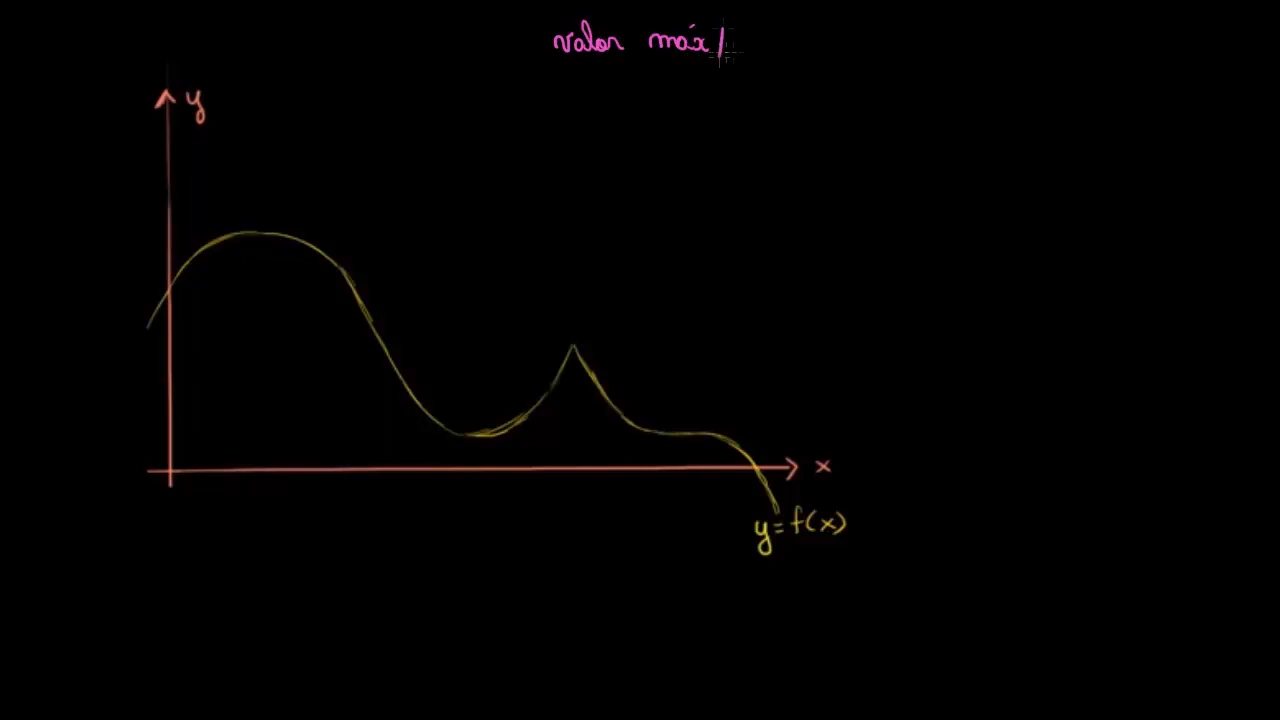 valor máx/
y
x
y=f(x)